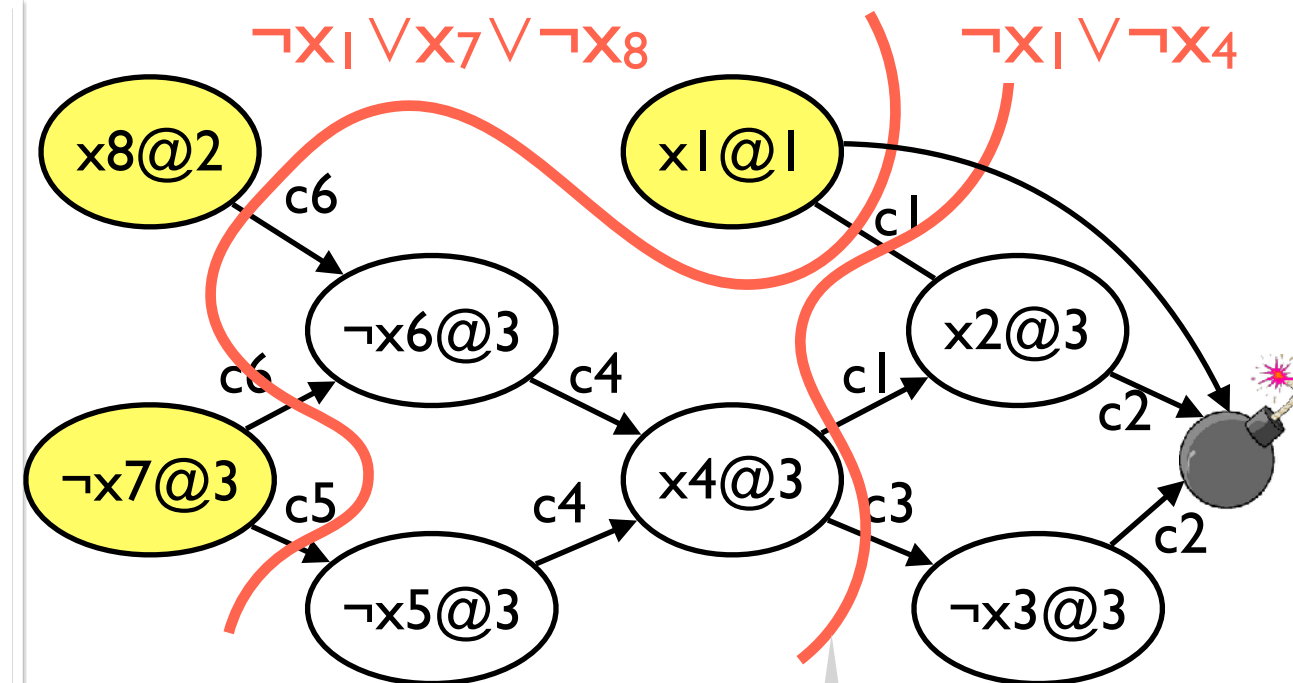 ¬x1∨x7∨¬x8
¬x1∨¬x4
x8@2
x1@1
c6
c1
¬x6@3
x2@3
c6
c4
c1
c2
¬x7@3
x4@3
c5
c4
c3
c2
¬x5@3
¬x3@3